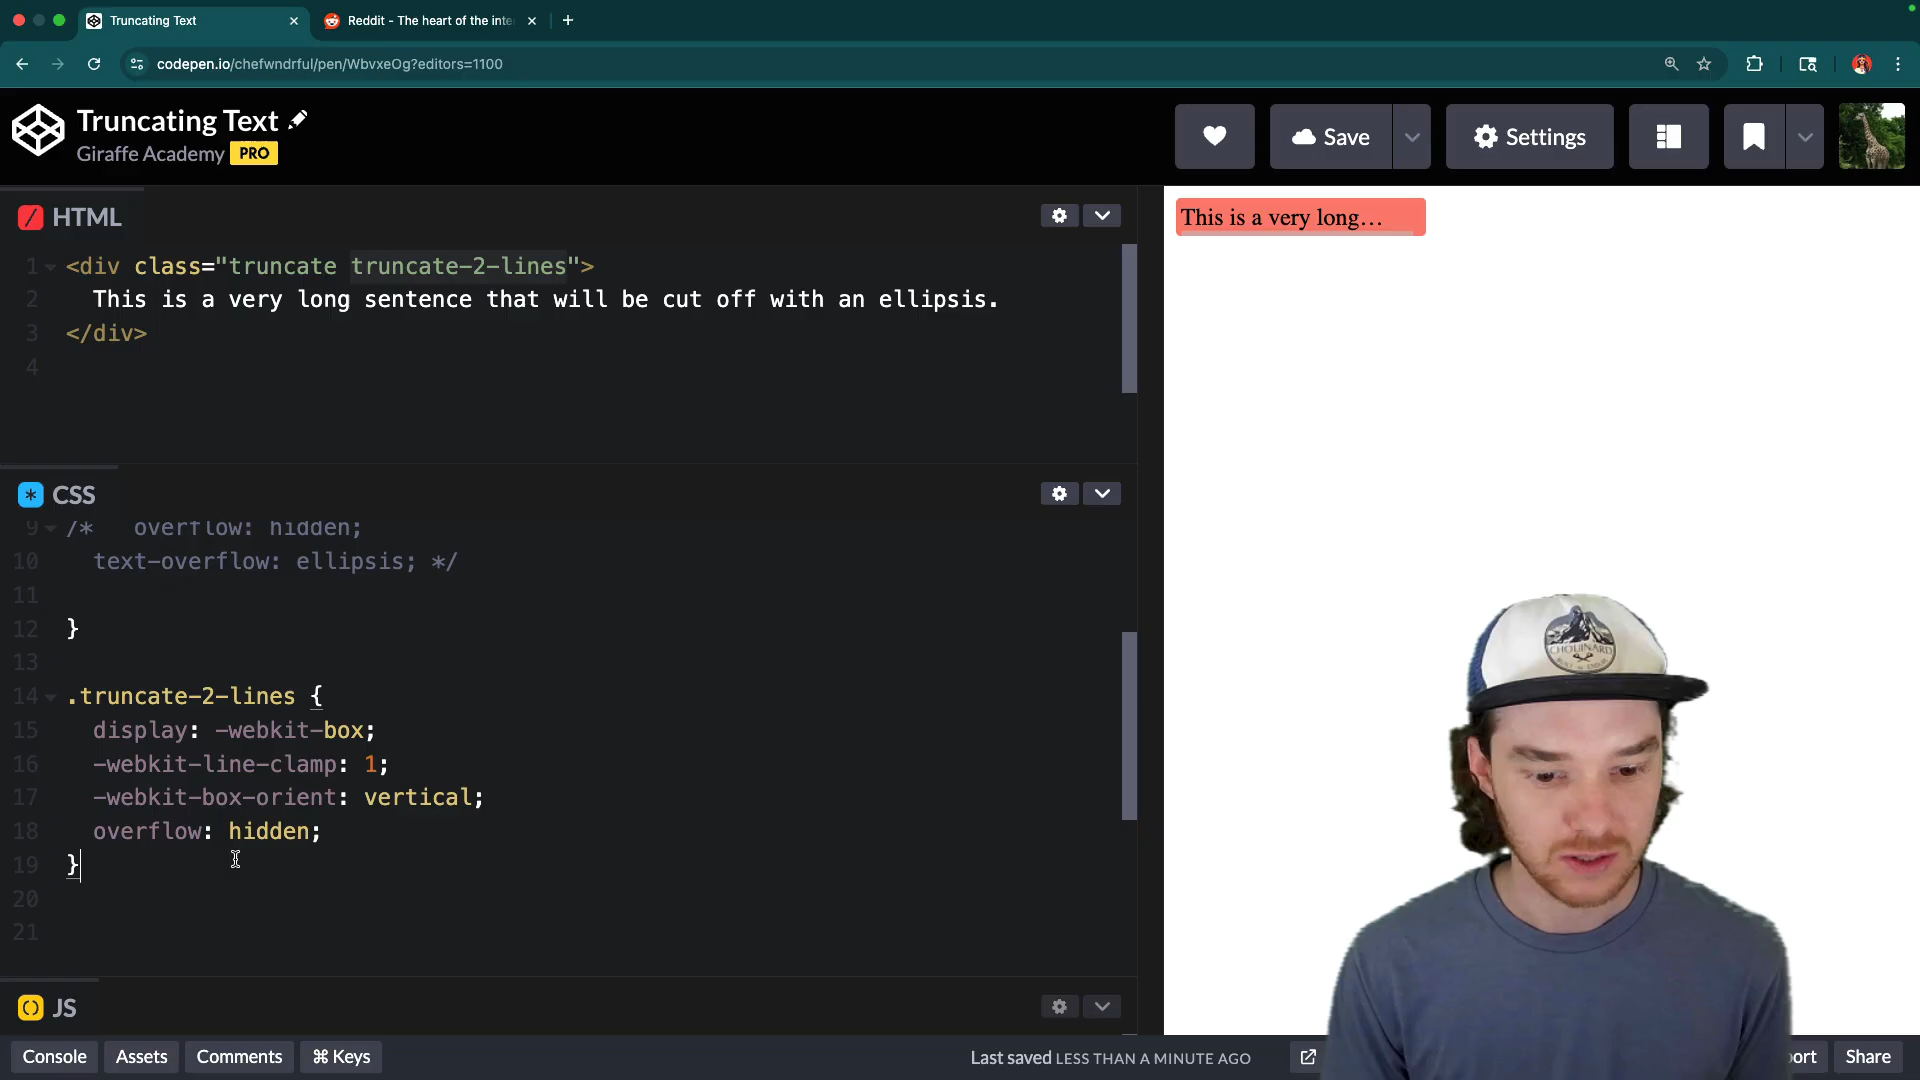 Truncating Text
Reddit - The heart of the inte
codepen.io/chefwndrful/pen/WbvxeOg?editors=1100
Truncating Text
Giraffe Academy PRO
Save
Settings
HTML
1 <div class="truncate truncate-2-lines">
2 This is a very long sentence that will be cut off with an ellipsis.
3 </div>
4
This is a very long…
CSS
9 /* overflow: hidden;
10 text-overflow: ellipsis; */
11
12 }
13
14 .truncate-2-lines {
15 display: -webkit-box;
16 -webkit-line-clamp: 1;
17 -webkit-box-orient: vertical;
18 overflow: hidden;
19 }
20
21
CHOUINARD
JS
Console
Assets
Comments
⌘ Keys
Last saved LESS THAN A MINUTE AGO
port
Share